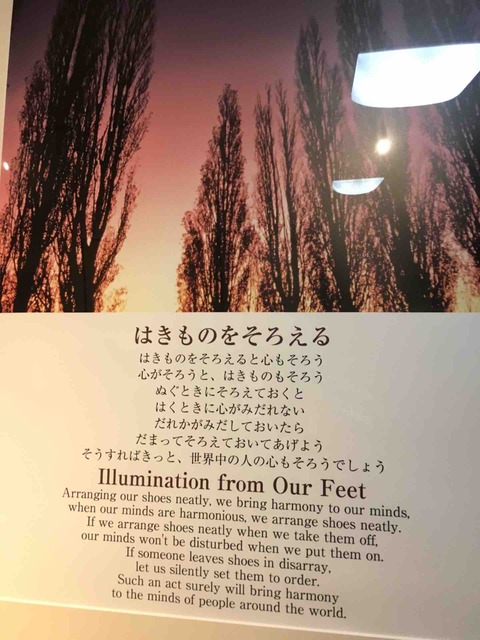 はきものをそろえる
はきものをそろえると心もそろう
心がそろうと、はきものもそろう
ぬぐときにそろえておくと
はくときに心がみだれない
だれかがみだしておいたら
だまってそろえておいてあげよう
そうすればきっと、世界中の人の心もそろうでしょう
Illumination from Our Feet
Arranging our shoes neatly, we bring harmony to our minds,
when our minds are harmonious, we arrange shoes neatly.
If we arrange shoes neatly when we take them off,
our minds won't be disturbed when we put them on.
If someone leaves shoes in disarray,
let us silently set them to order.
Such an act surely will bring harmony
to the minds of people around the world.